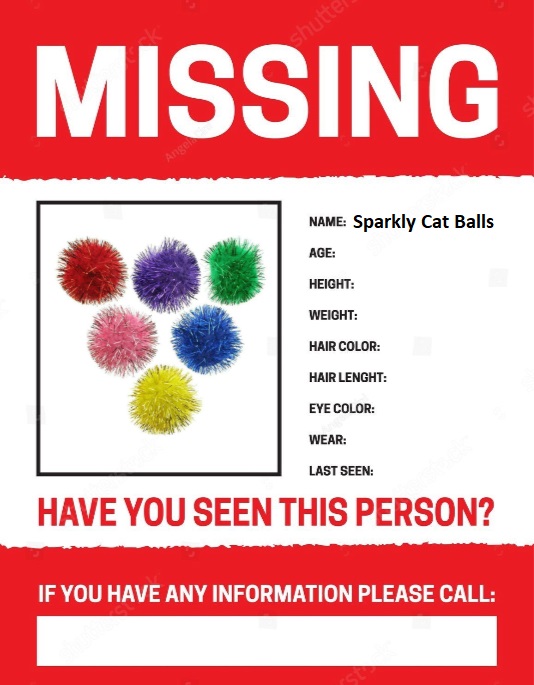 MISSING
NAME: Sparkly Cat Balls
AGE:
HEIGHT:
WEIGHT:
HAIR COLOR:
HAIR LENGHT:
EYE COLOR:
WEAR:
LAST SEEN:
HAVE YOU SEEN THIS PERSON?
IF YOU HAVE ANY INFORMATION PLEASE CALL: